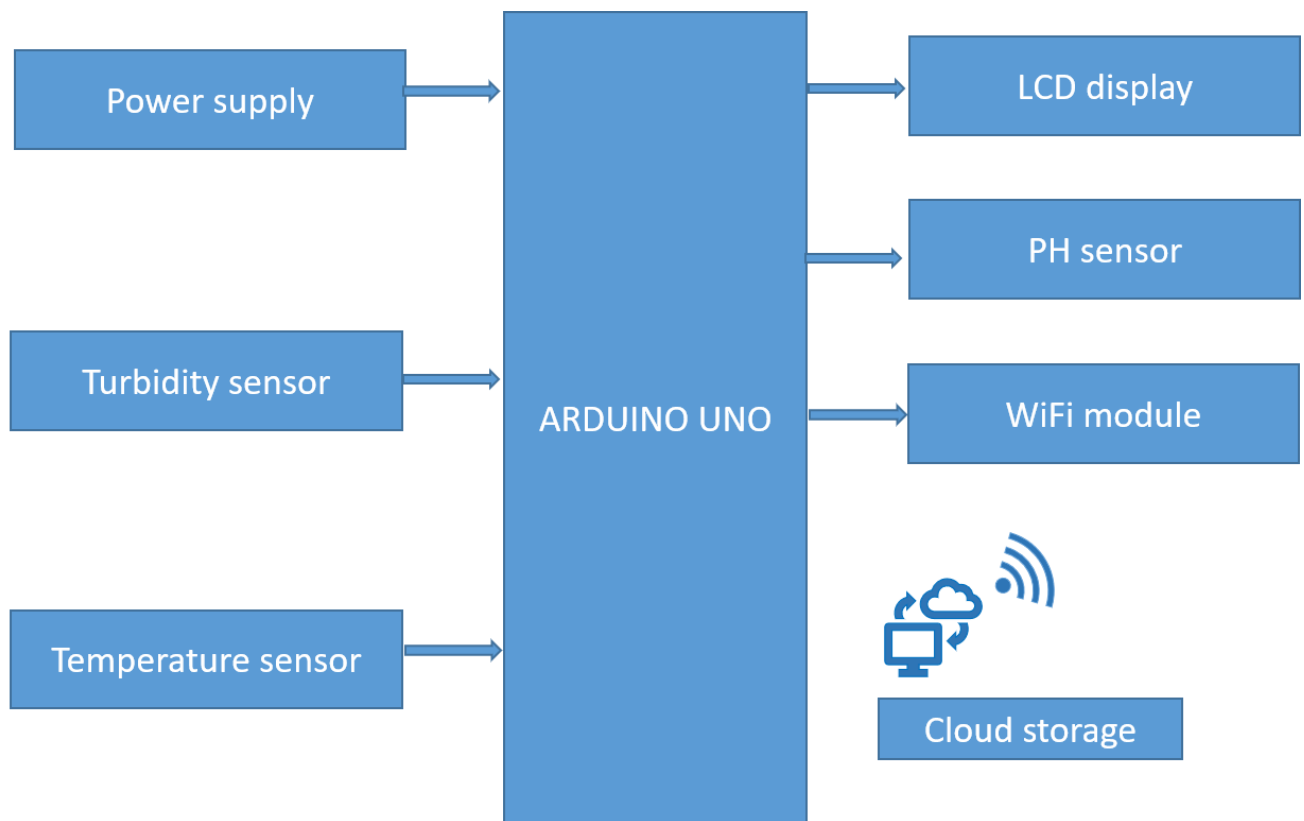 Power supply
LCD display
PH sensor
Turbidity sensor
WiFi module
ARDUINO UNO
Temperature sensor
Cloud storage